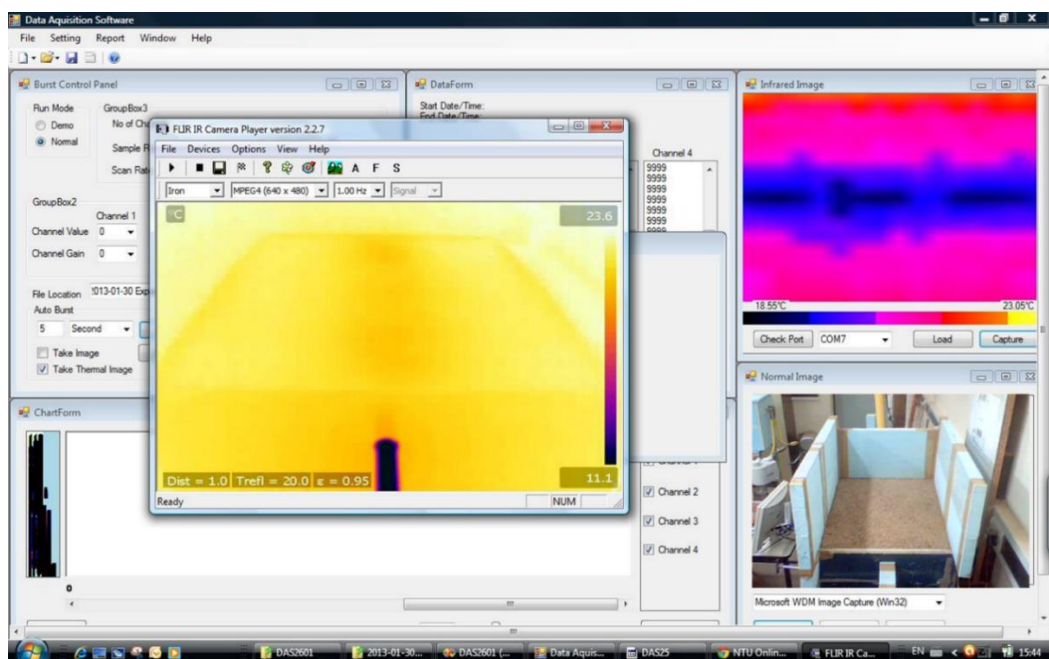 Data Aquisition Software
File Setting Report Window Help
Burst Control Panel
Run Mode
Demo
Normal
GroupBox3
No of Ch
Sample R
Scan Rat
GroupBox2
Channel 1
Channel Value 0
Channel Gain 0
File Location
2013-01-30 Exp
Auto Burst
5 Second
Take Image
Take Thermal Image
DataForm
Start Date/Time:
End Date/Time:
Channel 4
9999
9999
9999
9999
9999
9999
FLIR IR Camera Player version 2.2.7
File Devices Options View Help
A F S
Iron MPEG4 (640 x 480) 1.00 Hz Signal
°C
23.6
Dist = 1.0 Trefl = 20.0 ε = 0.95
11.1
Ready
NUM
Infrared Image
18.55°C 23.05°C
Check Port COM7 Load Capture
Normal Image
Microsoft WDM Image Capture (Win32)
ChartForm
0
Channel 2
Channel 3
Channel 4
DAS2601
2013-01-30...
DAS2601 (...
Data Aquis...
DAS25
NTU Onlin...
FLIR IR Ca...
EN
15:44